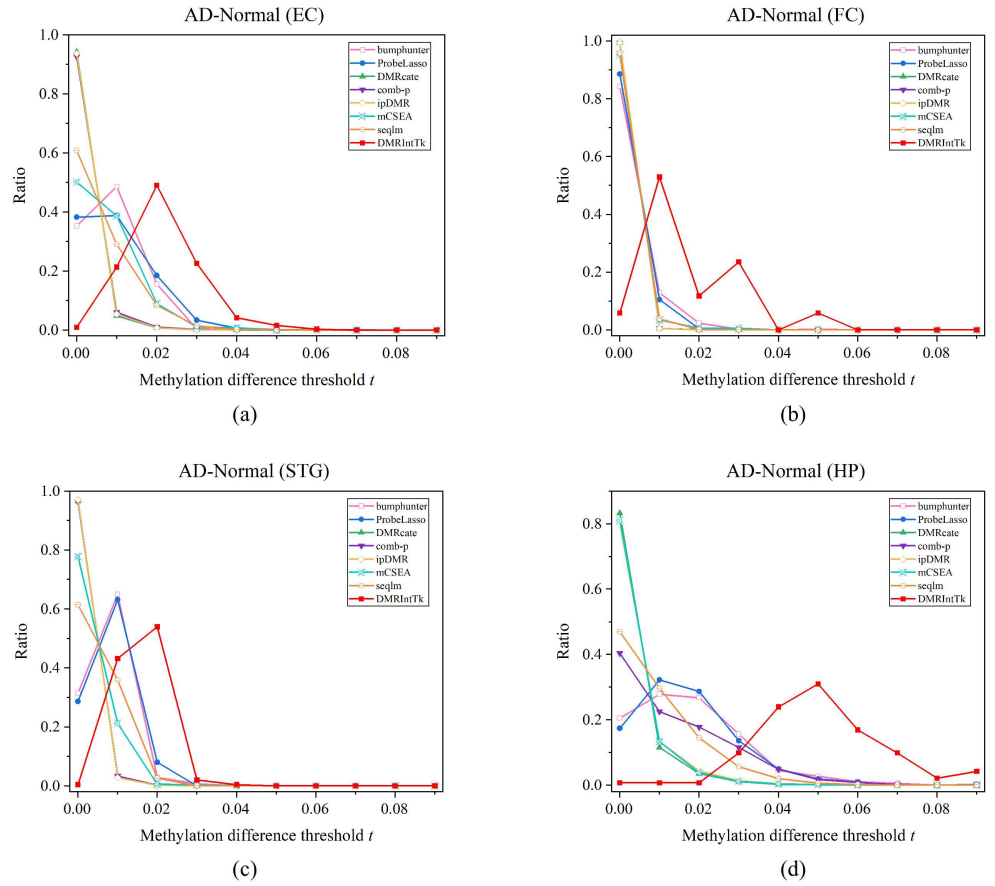 AD-Normal (EC)
1.0
0.8
0.6
0.4
0.2
0.0
Ratio
bumphunter
ProbeLasso
DMRcate
comb-p
ipDMR
mCSEA
seqlm
DMRIntTk
0.00 0.02 0.04 0.06 0.08
Methylation difference threshold t
(a)
AD-Normal (FC)
1.0
0.8
0.6
0.4
0.2
0.0
Ratio
bumphunter
ProbeLasso
DMRcate
comb-p
ipDMR
mCSEA
seqlm
DMRIntTk
0.00 0.02 0.04 0.06 0.08
Methylation difference threshold t
(b)
AD-Normal (STG)
1.0
0.8
0.6
0.4
0.2
0.0
Ratio
bumphunter
ProbeLasso
DMRcate
comb-p
ipDMR
mCSEA
seqlm
DMRIntTk
0.00 0.02 0.04 0.06 0.08
Methylation difference threshold t
(c)
AD-Normal (HP)
0.8
0.6
0.4
0.2
0.0
Ratio
bumphunter
ProbeLasso
DMRcate
comb-p
ipDMR
mCSEA
seqlm
DMRIntTk
0.00 0.02 0.04 0.06 0.08
Methylation difference threshold t
(d)